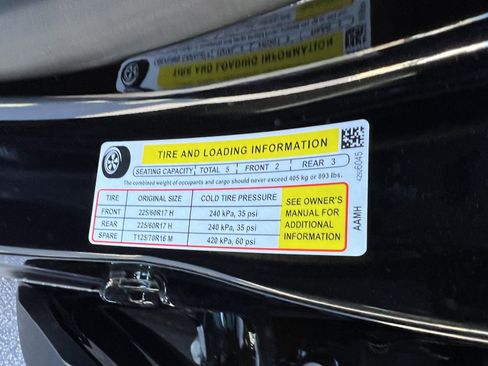 TIRE AND LOADING INFORMATION
SEATING CAPACITY TOTAL 5 FRONT 2 REAR 3
The combined weight of occupants and cargo should never exceed 405 kg or 893 lbs.
TIRE ORIGINAL SIZE COLD TIRE PRESSURE
FRONT 225/60R17 H 240 kPa, 35 psi
REAR 225/60R17 H 240 kPa, 35 psi
SPARE T125/70R16 M 420 kPa, 60 psi
SEE OWNER'S
MANUAL FOR
ADDITIONAL
INFORMATION
AAMH